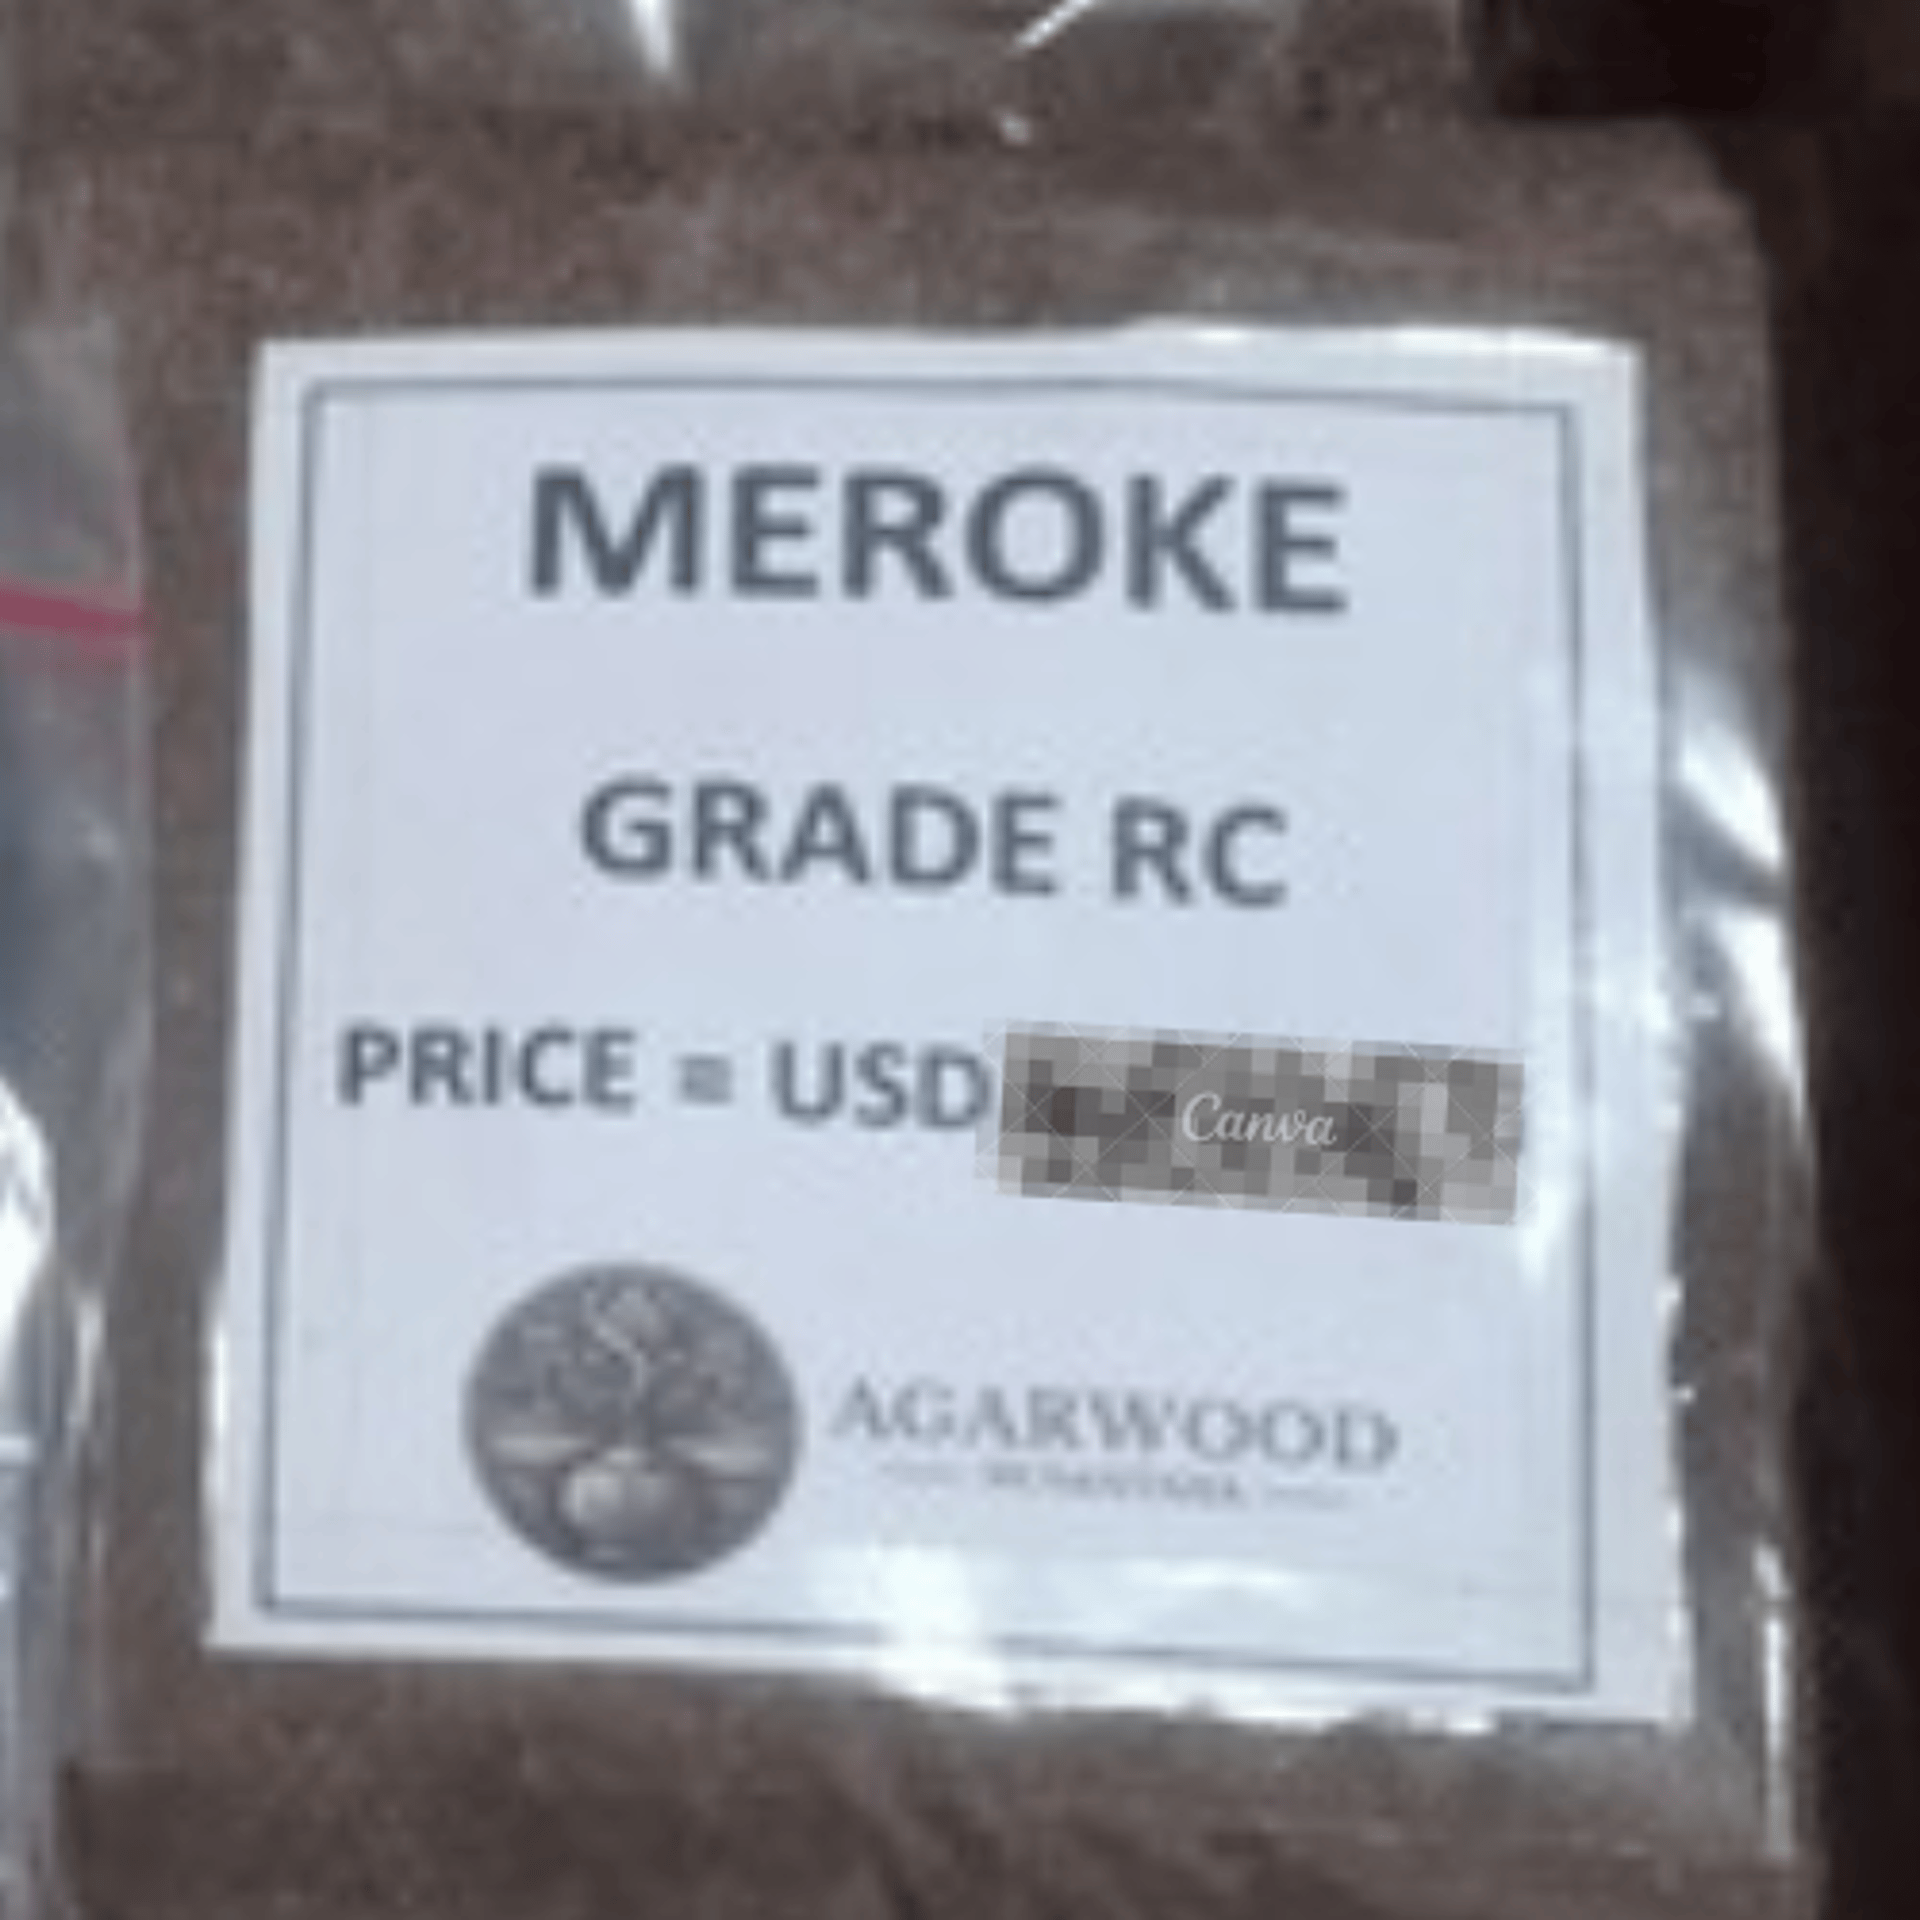 MEROKE
GRADE RC
PRICE = USD
Canva
AGARWOOD